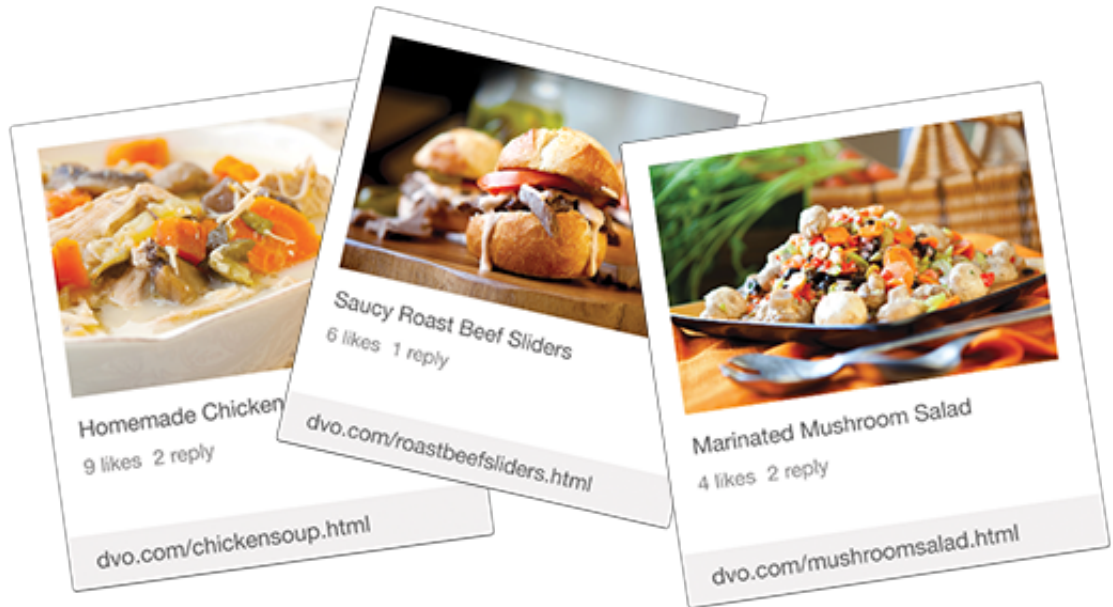 Homemade Chicken
9 likes 2 reply
dvo.com/chickensoup.html
Saucy Roast Beef Sliders
6 likes 1 reply
dvo.com/roastbeefsliders.html
Marinated Mushroom Salad
4 likes 2 reply
dvo.com/mushroomsalad.html